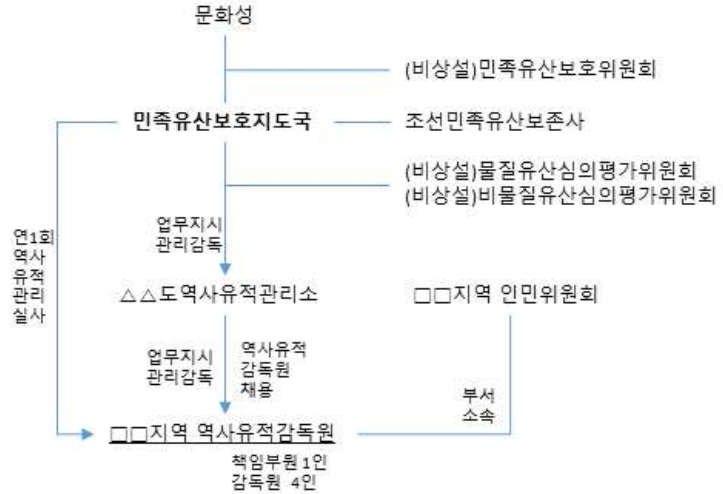 문화성
(비상설)민족유산보호위원회
민족유산보호지도국
조선민족유산보존사
(비상설)물질유산심의평가위원회
(비상설)비물질유산심의평가위원회
연1회
역사
유적
관리
실사
업무지시
관리감독
△△도역사유적관리소
□□지역 인민위원회
업무지시
관리감독
역사유적
감독원
채용
부서
소속
□□지역 역사유적감독원
책임부원 1인
감독원 4인